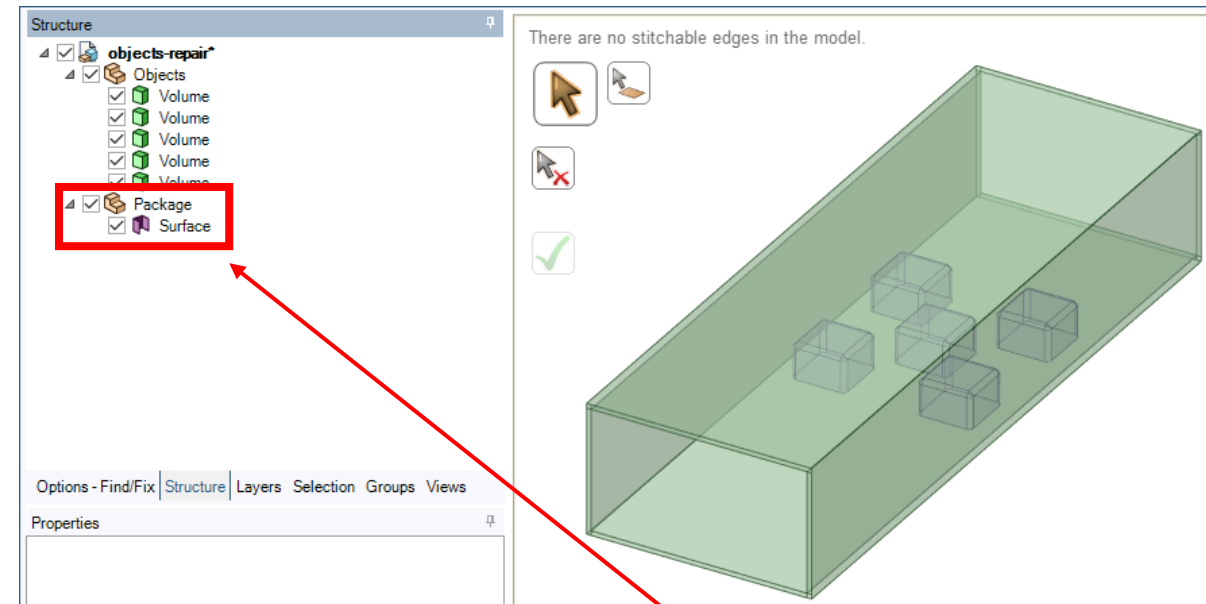 Structure
objects-repair*
Objects
Volume
Volume
Volume
Volume
Volume
Package
Surface
Options - Find/Fix Structure Layers Selection Groups Views
Properties
There are no stitchable edges in the model.